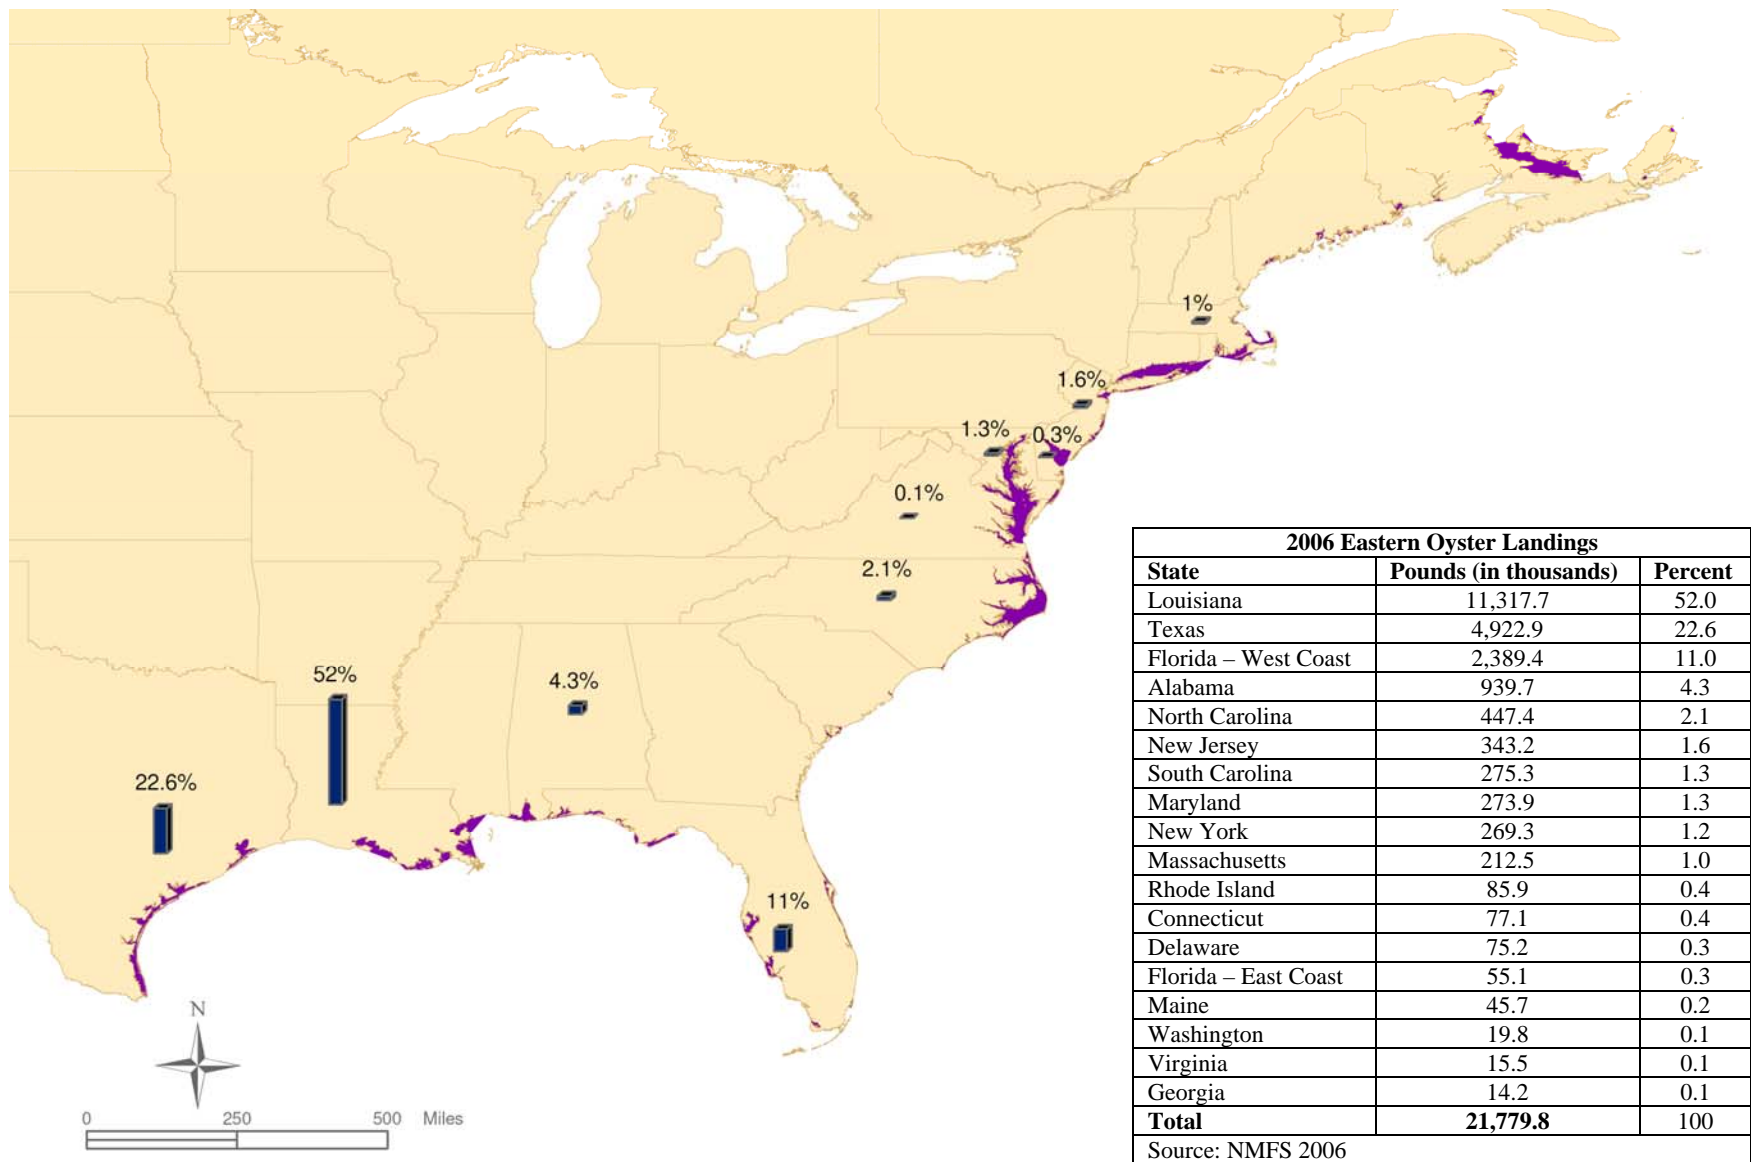 1%
1.6%
1.3%
0.3%
0.1%
2.1%
52%
4.3%
22.6%
11%
N
0 250 500 Miles
2006 Eastern Oyster Landings
State Pounds (in thousands) Percent
Louisiana 11,317.7 52.0
Texas 4,922.9 22.6
Florida – West Coast 2,389.4 11.0
Alabama 939.7 4.3
North Carolina 447.4 2.1
New Jersey 343.2 1.6
South Carolina 275.3 1.3
Maryland 273.9 1.3
New York 269.3 1.2
Massachusetts 212.5 1.0
Rhode Island 85.9 0.4
Connecticut 77.1 0.4
Delaware 75.2 0.3
Florida – East Coast 55.1 0.3
Maine 45.7 0.2
Washington 19.8 0.1
Virginia 15.5 0.1
Georgia 14.2 0.1
Total 21,779.8 100
Source: NMFS 2006